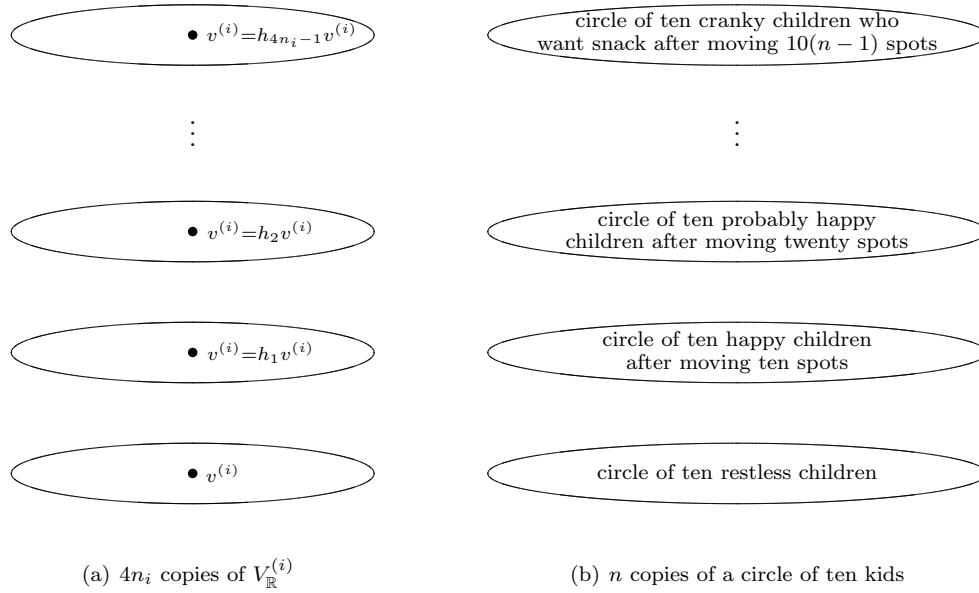 v^{(i)}=h_{4n_i-1}v^{(i)}
circle of ten cranky children who
want snack after moving 10(n − 1) spots
⋮
⋮
v^{(i)}=h_2v^{(i)}
circle of ten probably happy
children after moving twenty spots
v^{(i)}=h_1v^{(i)}
circle of ten happy children
after moving ten spots
v^{(i)}
circle of ten restless children
(a) 4n_i copies of V_ℝ^{(i)}
(b) n copies of a circle of ten kids